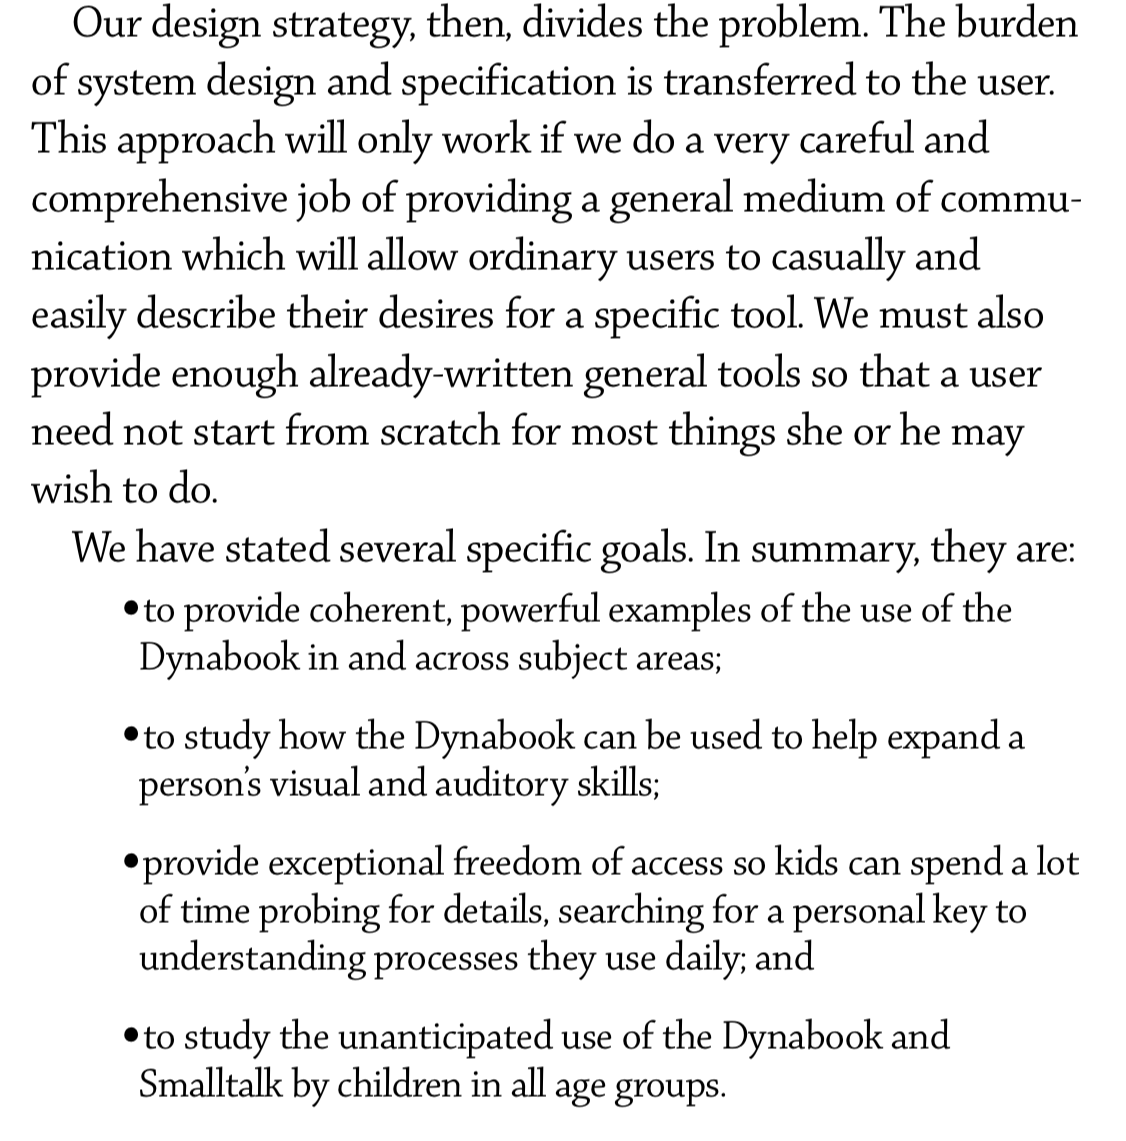 Our design strategy, then, divides the problem. The burden
of system design and specification is transferred to the user.
This approach will only work if we do a very careful and
comprehensive job of providing a general medium of commu-
nication which will allow ordinary users to casually and
easily describe their desires for a specific tool. We must also
provide enough already-written general tools so that a user
need not start from scratch for most things she or he may
wish to do.
We have stated several specific goals. In summary, they are:
•to provide coherent, powerful examples of the use of the
Dynabook in and across subject areas;
•to study how the Dynabook can be used to help expand a
person's visual and auditory skills;
•provide exceptional freedom of access so kids can spend a lot
of time probing for details, searching for a personal key to
understanding processes they use daily; and
•to study the unanticipated use of the Dynabook and
Smalltalk by children in all age groups.